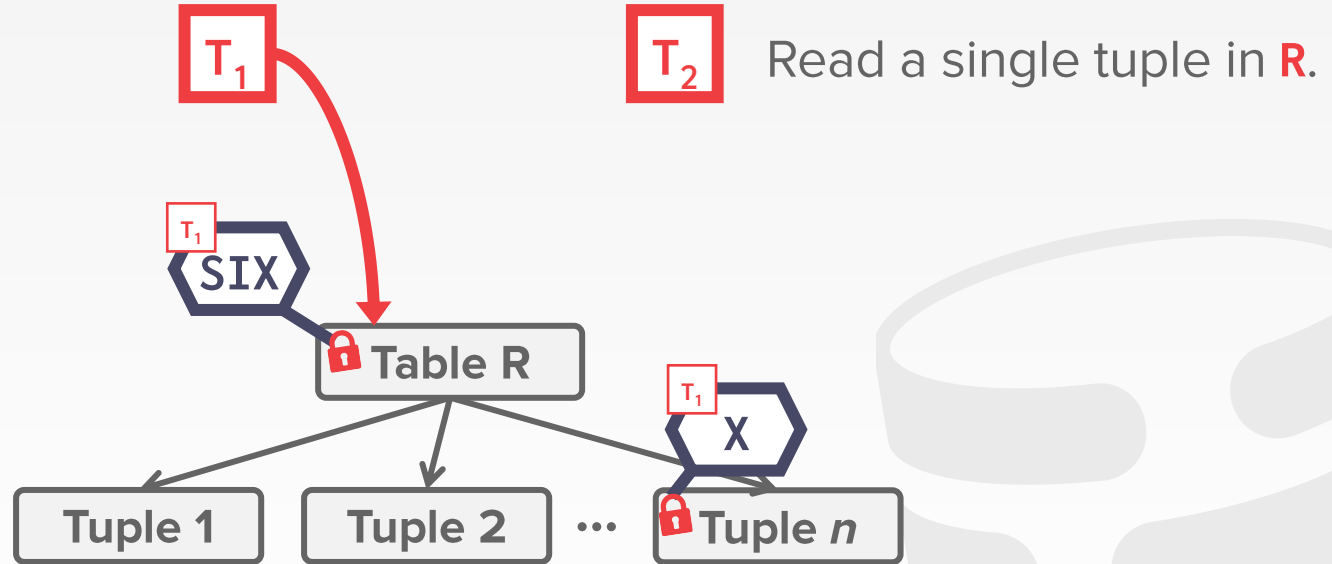 T₁
T₂ Read a single tuple in R.
T₁
SIX
Table R
T₁
X
Tuple 1 Tuple 2 ... Tuple n